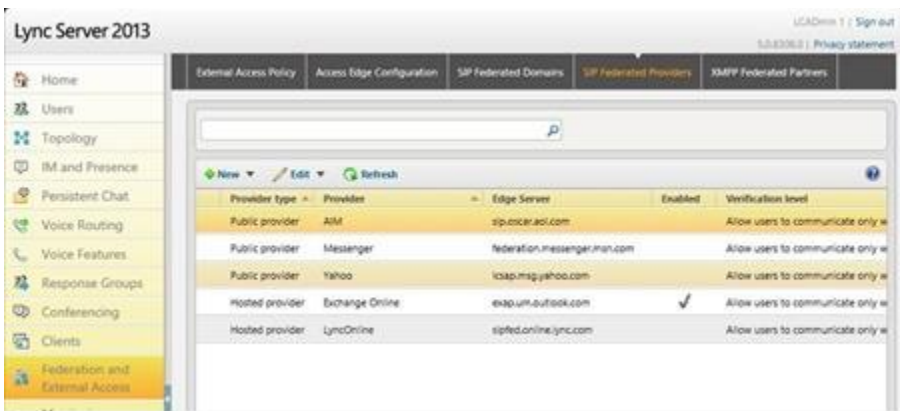 Lync Server 2013
LCAdmin 1 | Sign out
5.0.8308.0 | Privacy statement
Home
Users
Topology
IM and Presence
Persistent Chat
Voice Routing
Voice Features
Response Groups
Conferencing
Clients
Federation and
External Access
External Access Policy Access Edge Configuration SIP Federated Domains SIP Federated Providers XMPP Federated Partners
New Edit Refresh
Provider type Provider Edge Server Enabled Verification level
Public provider AIM sip.oscar.aol.com Allow users to communicate only w
Public provider Messenger federation.messenger.msn.com Allow users to communicate only w
Public provider Yahoo lcsap.msg.yahoo.com Allow users to communicate only w
Hosted provider Exchange Online exap.um.outlook.com ✓ Allow users to communicate only w
Hosted provider LyncOnline sipfed.online.lync.com Allow users to communicate only w